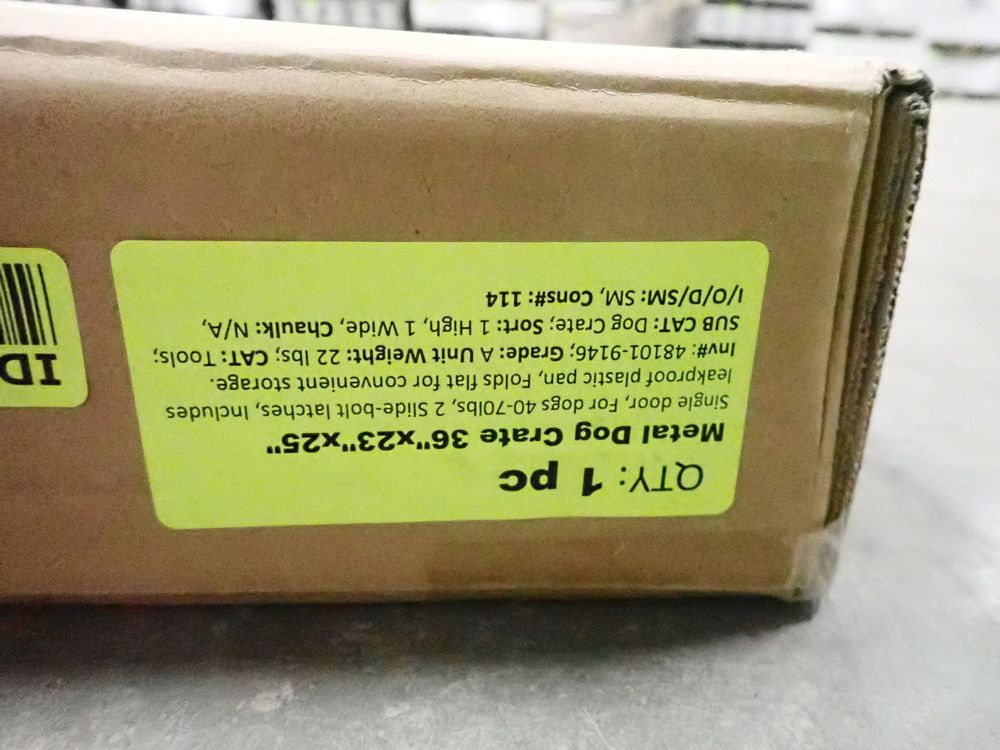 QTY: 1 pc
Metal Dog Crate 36"x23"x25"
Single door, For dogs 40-70lbs, 2 Slide-bolt latches, Includes
leakproof plastic pan, Folds flat for convenient storage.
Inv#: 48101-9146; Grade: A Unit Weight: 22 lbs; CAT: Tools;
SUB CAT: Dog Crate; Sort: 1 High, 1 Wide, Chaulk: N/A,
I/O/D/SM: SM, Cons#: 114
ID